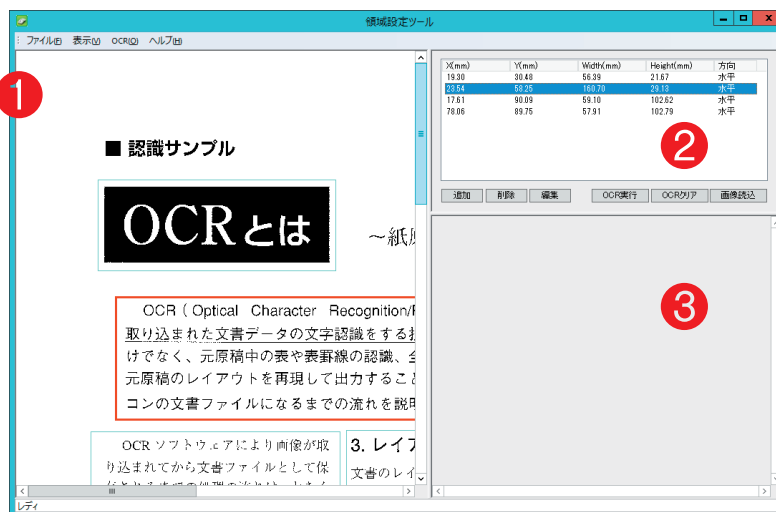 領域設定ツール
ファイル(F) 表示(V) OCR(O) ヘルプ(H)
1
■ 認識サンプル
OCRとは
～紙
OCR ( Optical Character Recognition/
取り込まれた文書データの文字認識をする
けでなく、元原稿中の表や表罫線の認識、
元原稿のレイアウトを再現して出力するこ
コンの文書ファイルになるまでの流れを説
OCR ソフトウェアにより画像が取
り込まれてから文書ファイルとして保
3. レイア
文書のレイ
X(mm) Y(mm) Width(mm) Height(mm) 方向
19.30 30.48 56.39 21.67 水平
23.54 58.25 160.70 29.13 水平
17.61 90.09 59.10 102.62 水平
78.06 89.75 57.91 102.79 水平
2
追加 削除 編集 OCR実行 OCRクリア 画像読込
3
レディ